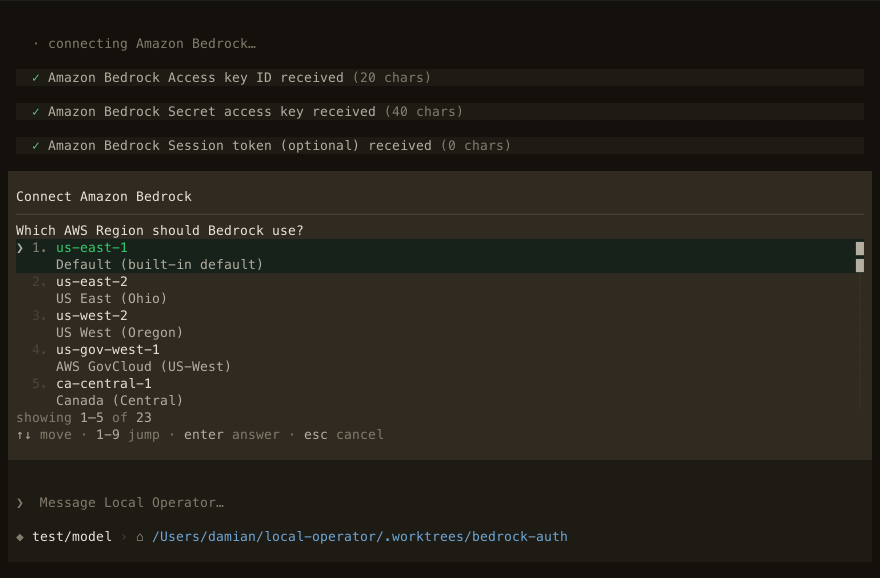 · connecting Amazon Bedrock…
✓ Amazon Bedrock Access key ID received (20 chars)
✓ Amazon Bedrock Secret access key received (40 chars)
✓ Amazon Bedrock Session token (optional) received (0 chars)
Connect Amazon Bedrock
Which AWS Region should Bedrock use?
❯ 1. us-east-1
Default (built-in default)
2. us-east-2
US East (Ohio)
3. us-west-2
US West (Oregon)
4. us-gov-west-1
AWS GovCloud (US-West)
5. ca-central-1
Canada (Central)
showing 1–5 of 23
↑↓ move · 1–9 jump · enter answer · esc cancel
❯ Message Local Operator…
◆ test/model › ⌂ /Users/damian/local-operator/.worktrees/bedrock-auth